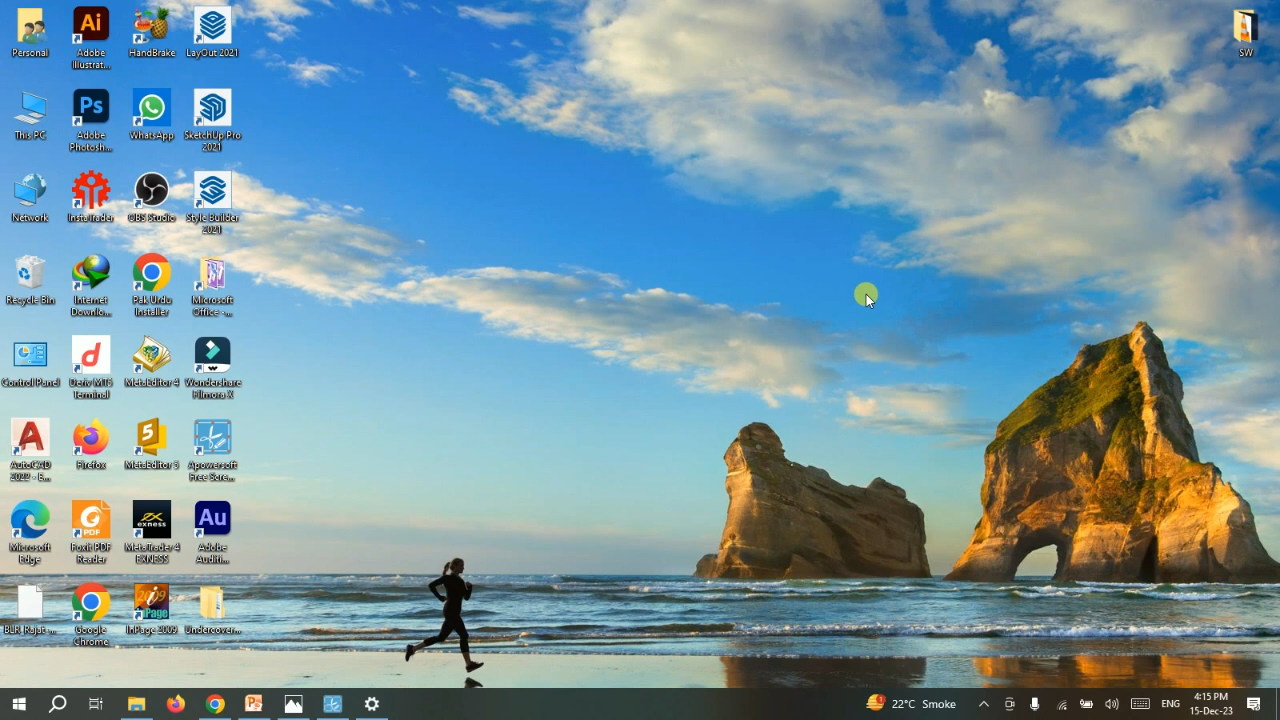 Personal
Adobe
Illustrat...
HandBrake
LayOut 2021
SW
This PC
Adobe
Photosh...
WhatsApp
SketchUp Pro
2021
Network
InstaTrader
OBS Studio
Style Builder
2021
Recycle Bin
Internet
Downlo...
Pak Urdu
Installer
Microsoft
Office -...
Control Panel
Deriv MT5
Terminal
MetaEditor 4
Wondershare
Filmora X
AutoCAD
2022 - E...
Firefox
MetaEditor 5
Apowersoft
Free Scre...
Microsoft
Edge
Foxit PDF
Reader
MetaTrader 4
EXNESS
Adobe
Auditi...
BLR_Rajat-...
Google
Chrome
InPage 2009
Undercover...
22°C Smoke
ENG
4:15 PM
15-Dec-23